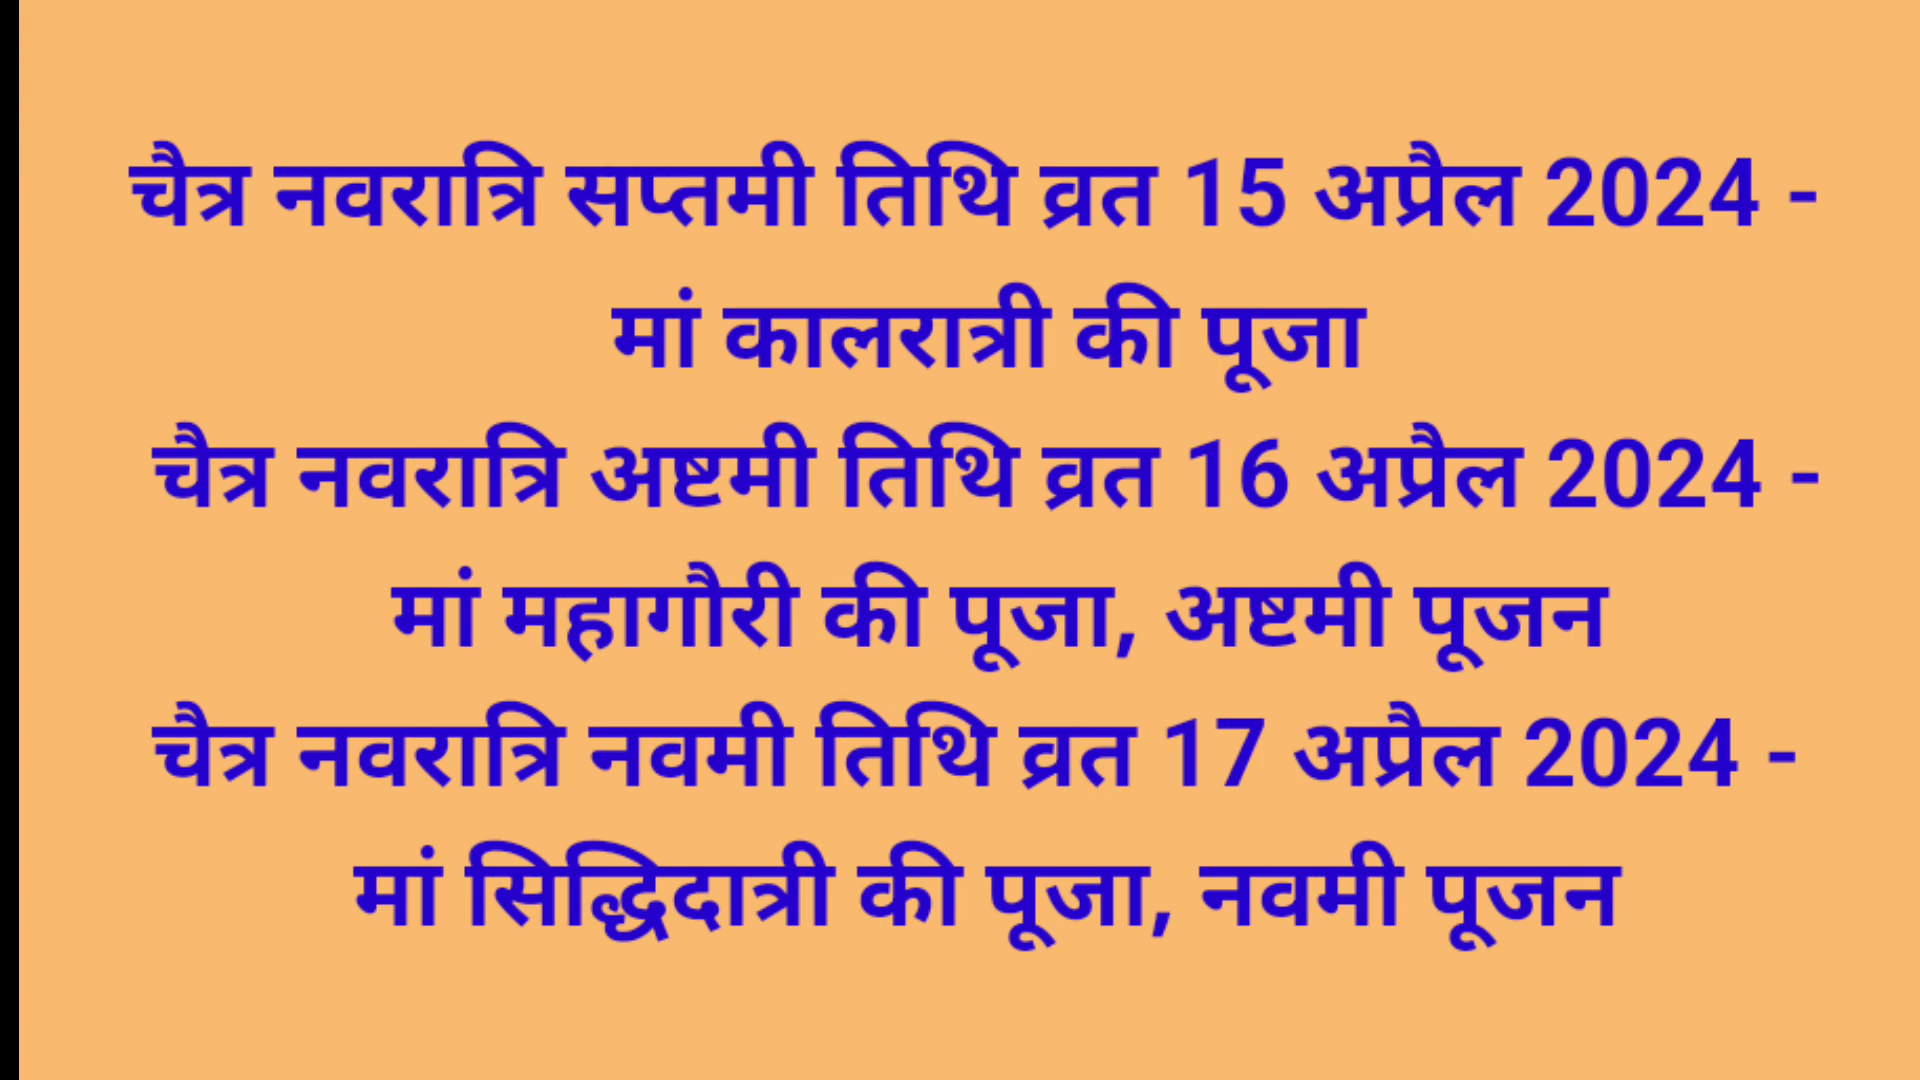 चैत्र नवरात्रि सप्तमी तिथि व्रत 15 अप्रैल 2024 -
मां कालरात्री की पूजा
चैत्र नवरात्रि अष्टमी तिथि व्रत 16 अप्रैल 2024 -
मां महागौरी की पूजा, अष्टमी पूजन
चैत्र नवरात्रि नवमी तिथि व्रत 17 अप्रैल 2024 -
मां सिद्धिदात्री की पूजा, नवमी पूजन